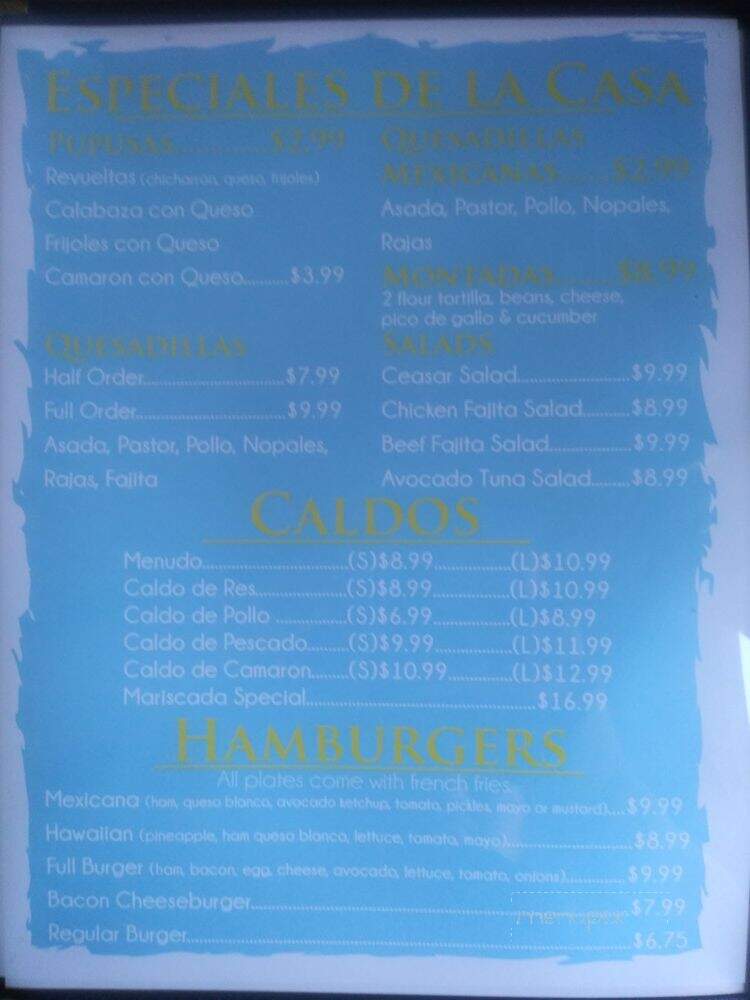 ESPECIALES DE LA CASA
PUPUSAS............$2.99
Revueltas (chicharron, queso, frijoles)
Calabaza con Queso
Frijoles con Queso
Camaron con Queso..........$3.99
QUESADILLAS
Half Order..............................$7.99
Full Order................................$9.99
Asada, Pastor, Pollo, Nopales,
Rajas, Fajita
QUESADILLAS
MEXICANAS......$2.99
Asada, Pastor, Pollo, Nopales,
Rajas
MONTADAS.......$8.99
2 flour tortilla, beans, cheese,
pico de gallo & cucumber
SALADS
Ceasar Salad........................$9.99
Chicken Fajita Salad..........$8.99
Beef Fajita Salad.................$9.99
Avocado Tuna Salad........$8.99
CALDOS
Menudo................................(S)$8.99................(L)$10.99
Caldo de Res....................(S)$8.99................(L)$10.99
Caldo de Pollo ................(S)$6.99................(L)$8.99
Caldo de Pescado.........(S)$9.99................(L)$11.99
Caldo de Camaron........(S)$10.99.............(L)$12.99
Mariscada Special..................................................$16.99
HAMBURGERS
All plates come with french fries
Mexicana (ham, queso blanco, avocado ketchup, tomato, pickles, mayo or mustard)....$9.99
Hawaiian (pineapple, ham queso blanco, lettuce, tomato, mayo)...........................$8.99
Full Burger (ham, bacon, egg, cheese, avocado, lettuce, tomato, onions).............$9.99
Bacon Cheeseburger.....................................................................................$7.99
menupix
Regular Burger...................................................................................................$6.75